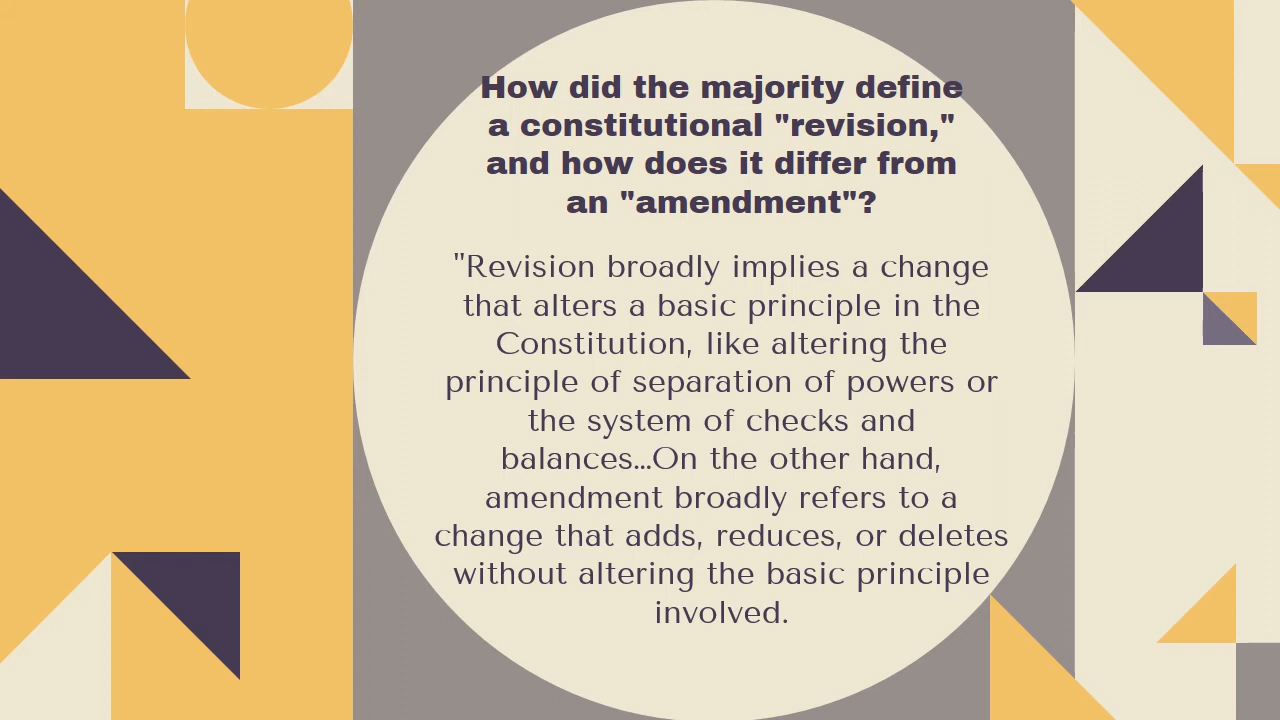 How did the majority define
a constitutional "revision,"
and how does it differ from
an "amendment"?
"Revision broadly implies a change
that alters a basic principle in the
Constitution, like altering the
principle of separation of powers or
the system of checks and
balances...On the other hand,
amendment broadly refers to a
change that adds, reduces, or deletes
without altering the basic principle
involved.